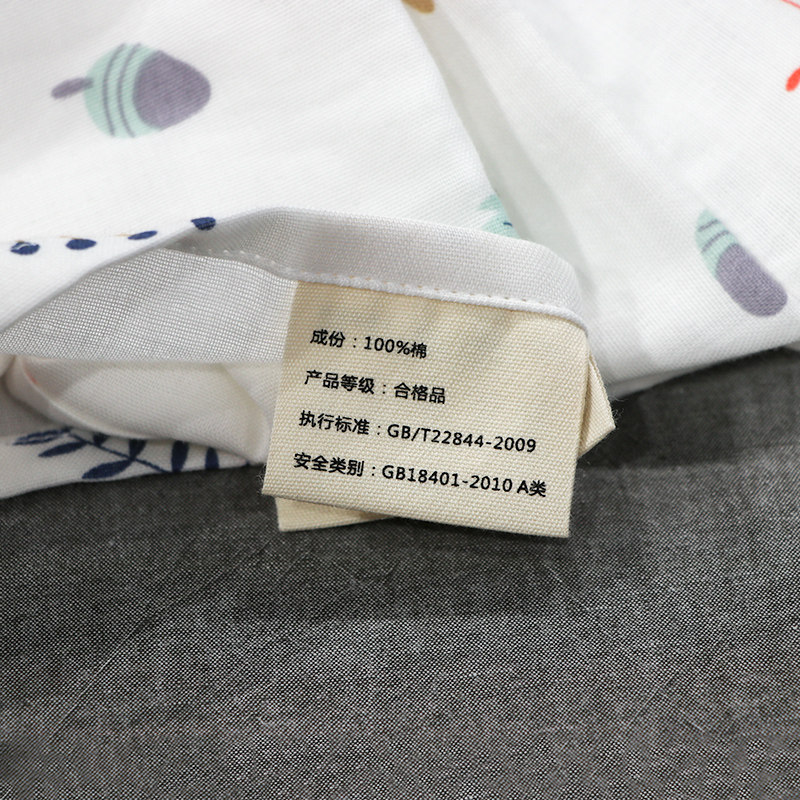 成份：100%棉
产品等级：合格品
执行标准：GB/T22844-2009
安全类别：GB18401-2010 A类